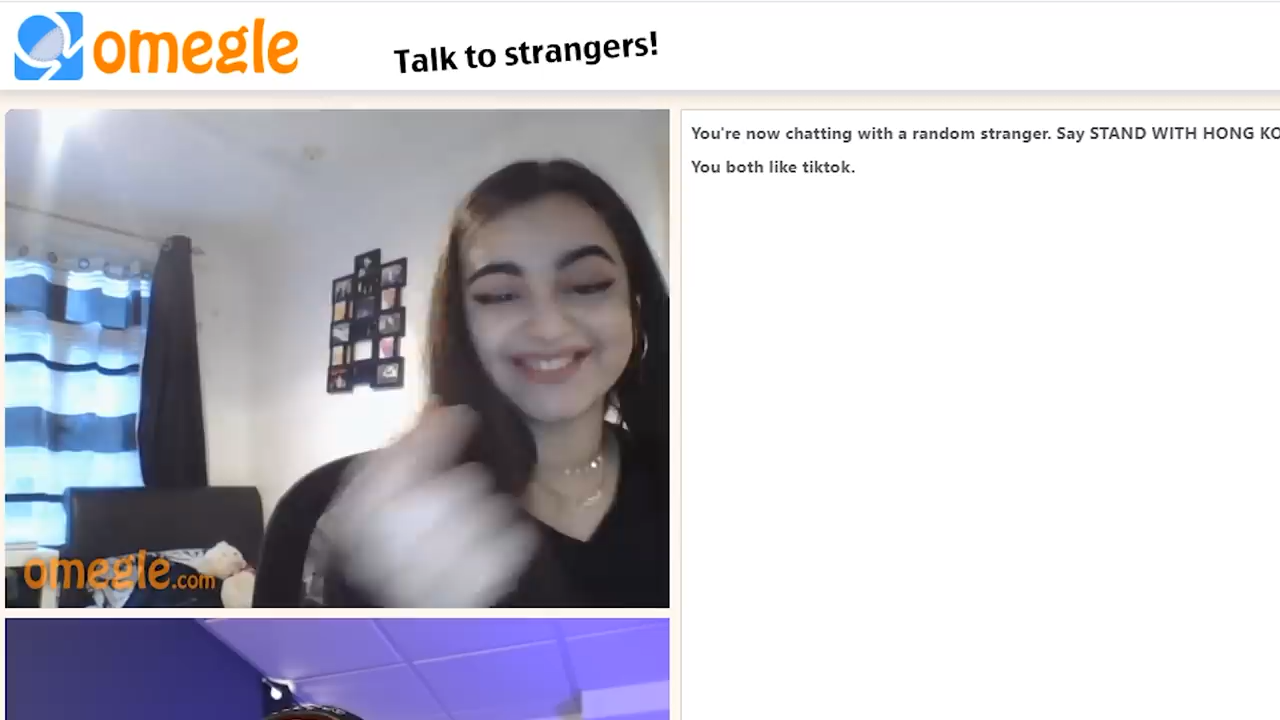 omegle
Talk to strangers!
You're now chatting with a random stranger. Say STAND WITH HONG
You both like tiktok.
omegle.com